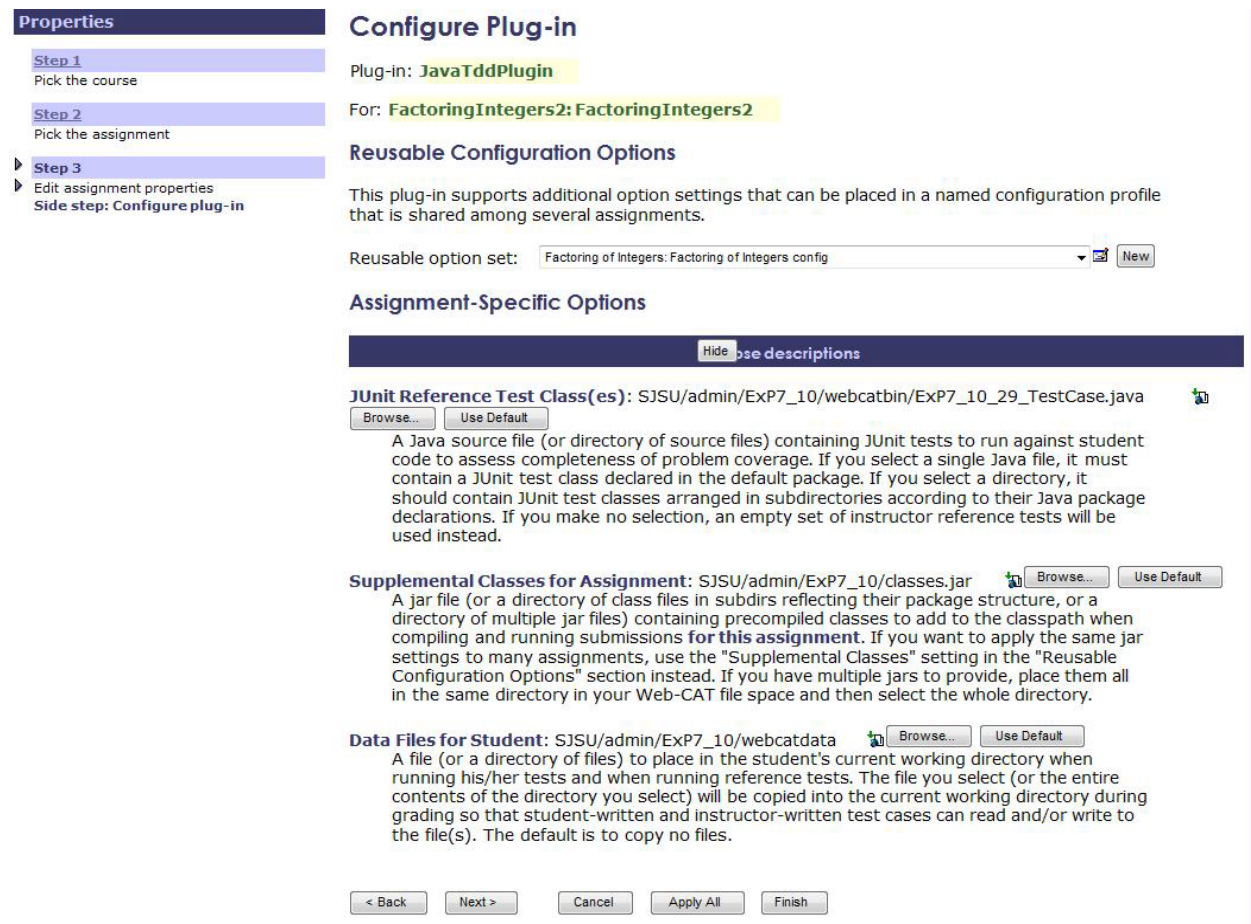 Properties
Step 1
Pick the course
Step 2
Pick the assignment
Step 3
Edit assignment properties
Side step: Configure plug-in
Configure Plug-in
Plug-in: JavaTddPlugin
For: FactoringIntegers2: FactoringIntegers2
Reusable Configuration Options
This plug-in supports additional option settings that can be placed in a named configuration profile
that is shared among several assignments.
Reusable option set: Factoring of Integers: Factoring of Integers config New
Assignment-Specific Options
Hide ose descriptions
JUnit Reference Test Class(es): SJSU/admin/ExP7_10/webcatbin/ExP7_10_29_TestCase.java
Browse... Use Default
A Java source file (or directory of source files) containing JUnit tests to run against student
code to assess completeness of problem coverage. If you select a single Java file, it must
contain a JUnit test class declared in the default package. If you select a directory, it
should contain JUnit test classes arranged in subdirectories according to their Java package
declarations. If you make no selection, an empty set of instructor reference tests will be
used instead.
Supplemental Classes for Assignment: SJSU/admin/ExP7_10/classes.jar Browse... Use Default
A jar file (or a directory of class files in subdirs reflecting their package structure, or a
directory of multiple jar files) containing precompiled classes to add to the classpath when
compiling and running submissions for this assignment. If you want to apply the same jar
settings to many assignments, use the "Supplemental Classes" setting in the "Reusable
Configuration Options" section instead. If you have multiple jars to provide, place them all
in the same directory in your Web-CAT file space and then select the whole directory.
Data Files for Student: SJSU/admin/ExP7_10/webcatdata Browse... Use Default
A file (or a directory of files) to place in the student's current working directory when
running his/her tests and when running reference tests. The file you select (or the entire
contents of the directory you select) will be copied into the current working directory during
grading so that student-written and instructor-written test cases can read and/or write to
the file(s). The default is to copy no files.
< Back Next > Cancel Apply All Finish